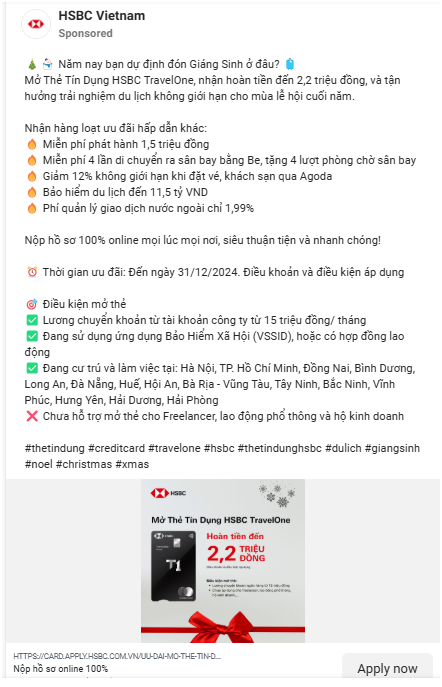 HSBC Vietnam
Sponsored
🎄 ⛄ Năm nay bạn dự định đón Giáng Sinh ở đâu? 🧳
Mở Thẻ Tín Dụng HSBC TravelOne, nhận hoàn tiền đến 2,2 triệu đồng, và tận
hưởng trải nghiệm du lịch không giới hạn cho mùa lễ hội cuối năm.
Nhận hàng loạt ưu đãi hấp dẫn khác:
🔥 Miễn phí phát hành 1,5 triệu đồng
🔥 Miễn phí 4 lần di chuyển ra sân bay bằng Be, tặng 4 lượt phòng chờ sân bay
🔥 Giảm 12% không giới hạn khi đặt vé, khách sạn qua Agoda
🔥 Bảo hiểm du lịch đến 11,5 tỷ VND
🔥 Phí quản lý giao dịch nước ngoài chỉ 1,99%
Nộp hồ sơ 100% online mọi lúc mọi nơi, siêu thuận tiện và nhanh chóng!
⏰ Thời gian ưu đãi: Đến ngày 31/12/2024. Điều khoản và điều kiện áp dụng
🎯 Điều kiện mở thẻ
✅ Lương chuyển khoản từ tài khoản công ty từ 15 triệu đồng/ tháng
✅ Đang sử dụng ứng dụng Bảo Hiểm Xã Hội (VSSID), hoặc có hợp đồng lao
động
✅ Đang cư trú và làm việc tại: Hà Nội, TP. Hồ Chí Minh, Đồng Nai, Bình Dương,
Long An, Đà Nẵng, Huế, Hội An, Bà Rịa - Vũng Tàu, Tây Ninh, Bắc Ninh, Vĩnh
Phúc, Hưng Yên, Hải Dương, Hải Phòng
❌ Chưa hỗ trợ mở thẻ cho Freelancer, lao động phổ thông và hộ kinh doanh
#thetindung #creditcard #travelone #hsbc #thetindunghsbc #dulich #giangsinh
#noel #christmas #xmas
HSBC
Mở Thẻ Tín Dụng HSBC TravelOne
Hoàn tiền đến
2,2 TRIỆU
ĐỒNG
T1
HTTPS://CARD.APPLY.HSBC.COM.VN/UU-DAI-MO-THE-TIN-D...
Nộp hồ sơ online 100%
Apply now